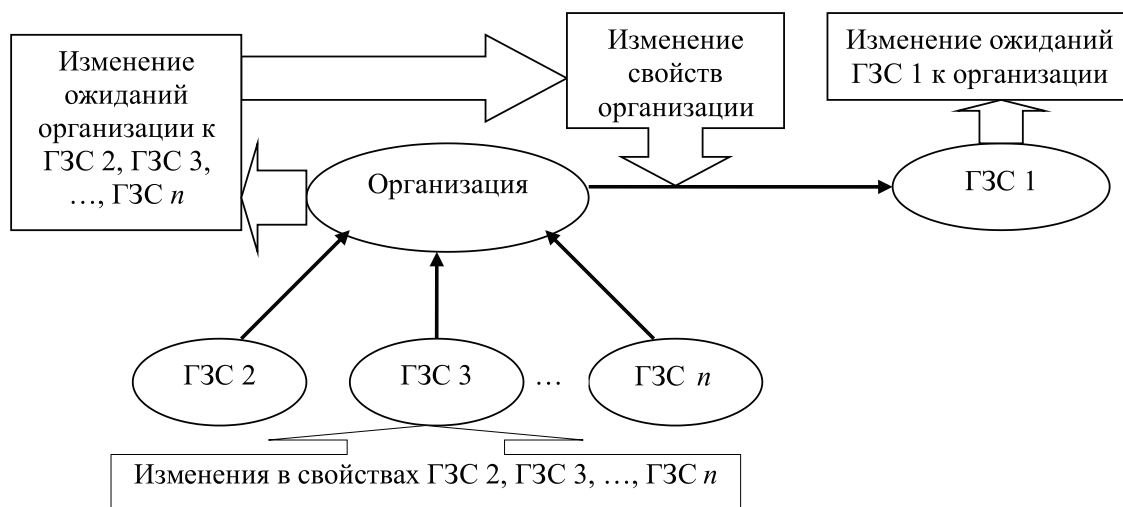 Изменение
ожиданий
организации к
ГЗС 2, ГЗС 3,
…, ГЗС n
Изменение
свойств
организации
Изменение ожиданий
ГЗС 1 к организации
Организация
ГЗС 1
ГЗС 2
ГЗС 3
…
ГЗС n
Изменения в свойствах ГЗС 2, ГЗС 3, …, ГЗС n